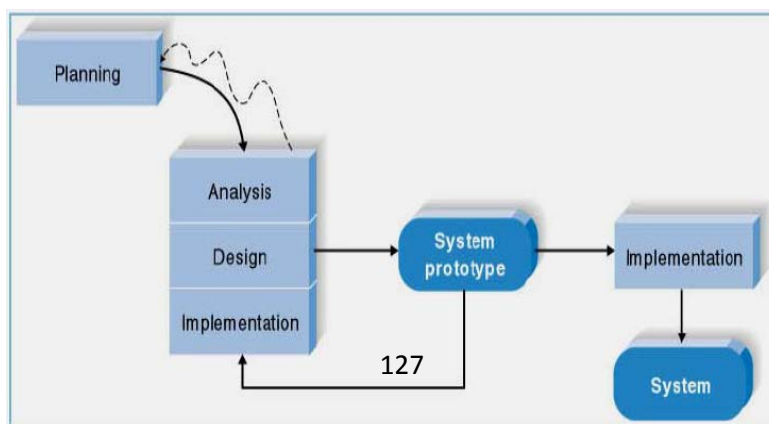 Planning
Analysis
Design
Implementation
System
prototype
Implementation
127
System